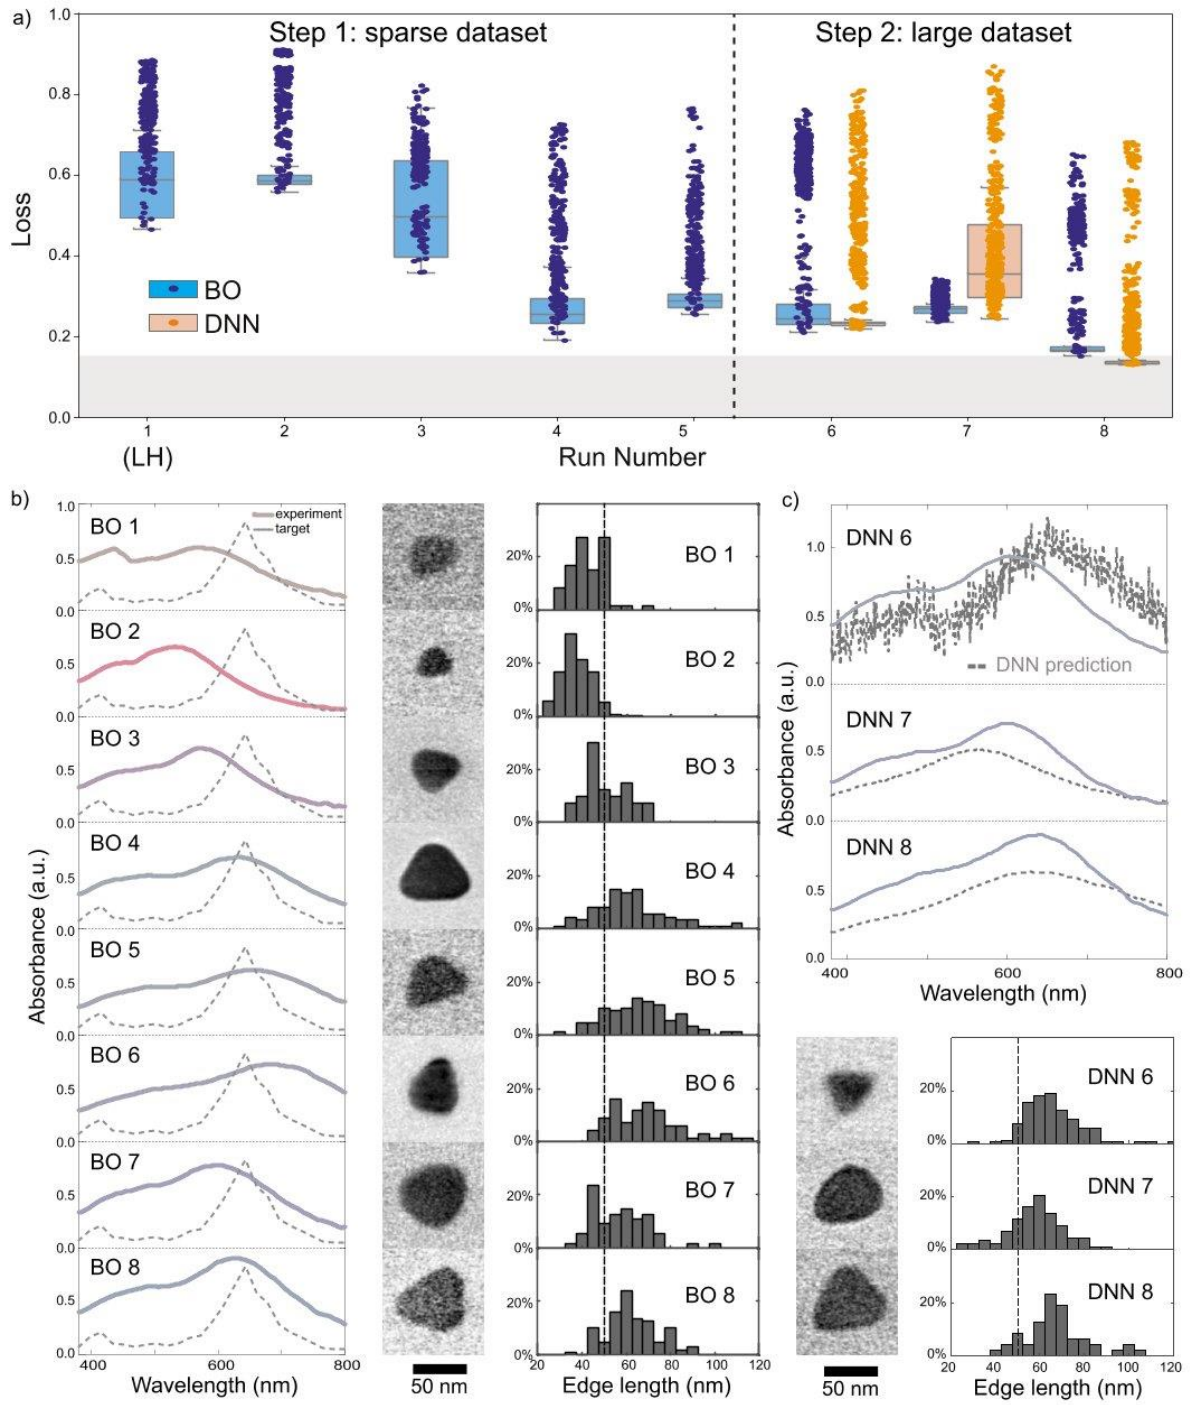 a)
Step 1: sparse dataset
Step 2: large dataset
1.0
0.8
0.6
0.4
0.2
0.0
Loss
BO
DNN
1
2
3
4
5
6
7
8
(LH)
Run Number
b)
1.0
0.5
0.0
BO 1
experiment
target
0.5
0.0
BO 2
0.5
0.0
BO 3
0.5
0.0
BO 4
0.5
0.0
BO 5
0.5
0.0
BO 6
0.5
0.0
BO 7
0.5
0.0
BO 8
Absorbance (a.u.)
400
600
800
Wavelength (nm)
50 nm
20%
0%
BO 1
20%
0%
BO 2
20%
0%
BO 3
20%
0%
BO 4
20%
0%
BO 5
20%
0%
BO 6
20%
0%
BO 7
20%
0%
BO 8
20
40
60
80
100
120
Edge length (nm)
c)
1.0
0.5
0.0
DNN 6
DNN prediction
0.5
0.0
DNN 7
0.5
0.0
DNN 8
Absorbance (a.u.)
400
600
800
Wavelength (nm)
50 nm
20%
0%
DNN 6
20%
0%
DNN 7
20%
0%
DNN 8
20
40
60
80
100
120
Edge length (nm)